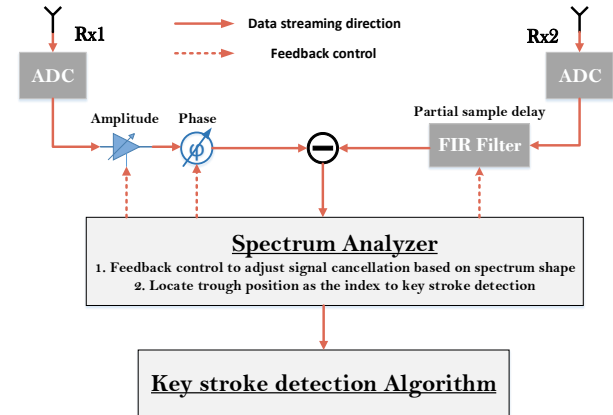 Rx1
Data streaming direction
Feedback control
Rx2
ADC
ADC
Amplitude
Phase
Partial sample delay
φ
FIR Filter
Spectrum Analyzer
1. Feedback control to adjust signal cancellation based on spectrum shape
2. Locate trough position as the index to key stroke detection
Key stroke detection Algorithm